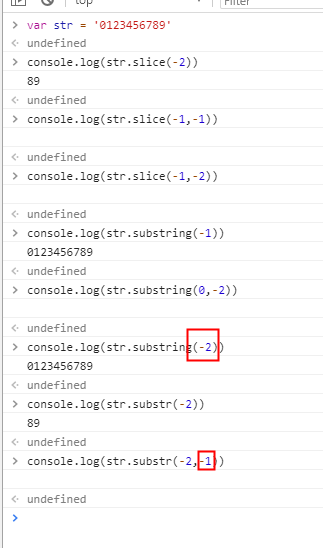 top Filter
> var str = '0123456789'
<· undefined
> console.log(str.slice(-2))
89
<· undefined
> console.log(str.slice(-1,-1))
<· undefined
> console.log(str.slice(-1,-2))
<· undefined
> console.log(str.substring(-1))
0123456789
<· undefined
> console.log(str.substring(0,-2))
<· undefined
> console.log(str.substring(-2))
0123456789
<· undefined
> console.log(str.substr(-2))
89
<· undefined
> console.log(str.substr(-2,-1))
<· undefined
>